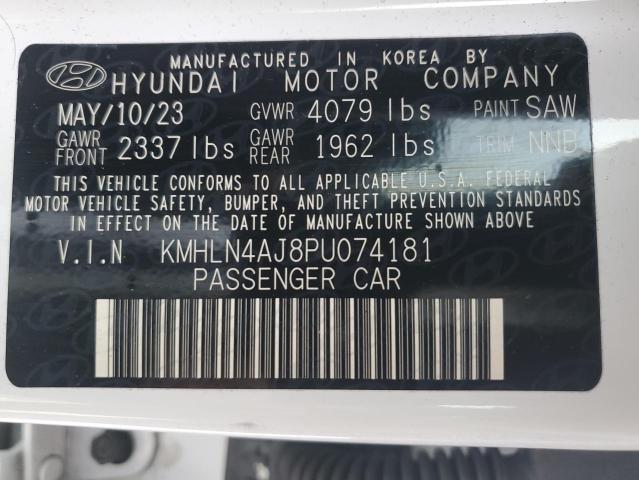 MANUFACTURED IN KOREA BY
HYUNDAI MOTOR COMPANY
MAY/10/23 GVWR 4079 lbs PAINT SAW
GAWR FRONT 2337 lbs GAWR REAR 1962 lbs TRIM NNB
THIS VEHICLE CONFORMS TO ALL APPLICABLE U.S.A. FEDERAL
MOTOR VEHICLE SAFETY, BUMPER, AND THEFT PREVENTION STANDARDS
IN EFFECT ON THE DATE OF MANUFACTURE SHOWN ABOVE
V.I.N KMHLN4AJ8PU074181
PASSENGER CAR